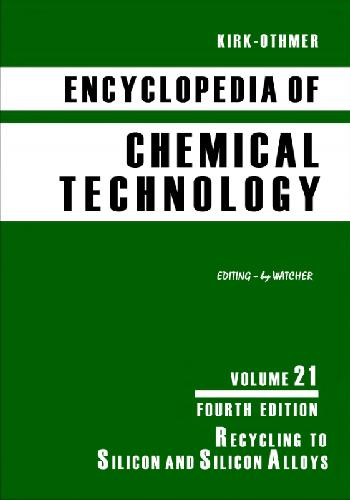 KIRK-OTHMER
ENCYCLOPEDIA OF
CHEMICAL
TECHNOLOGY
EDITING - by WATCHER
VOLUME 21
FOURTH EDITION
RECYCLING TO
SILICON AND SILICON ALLOYS